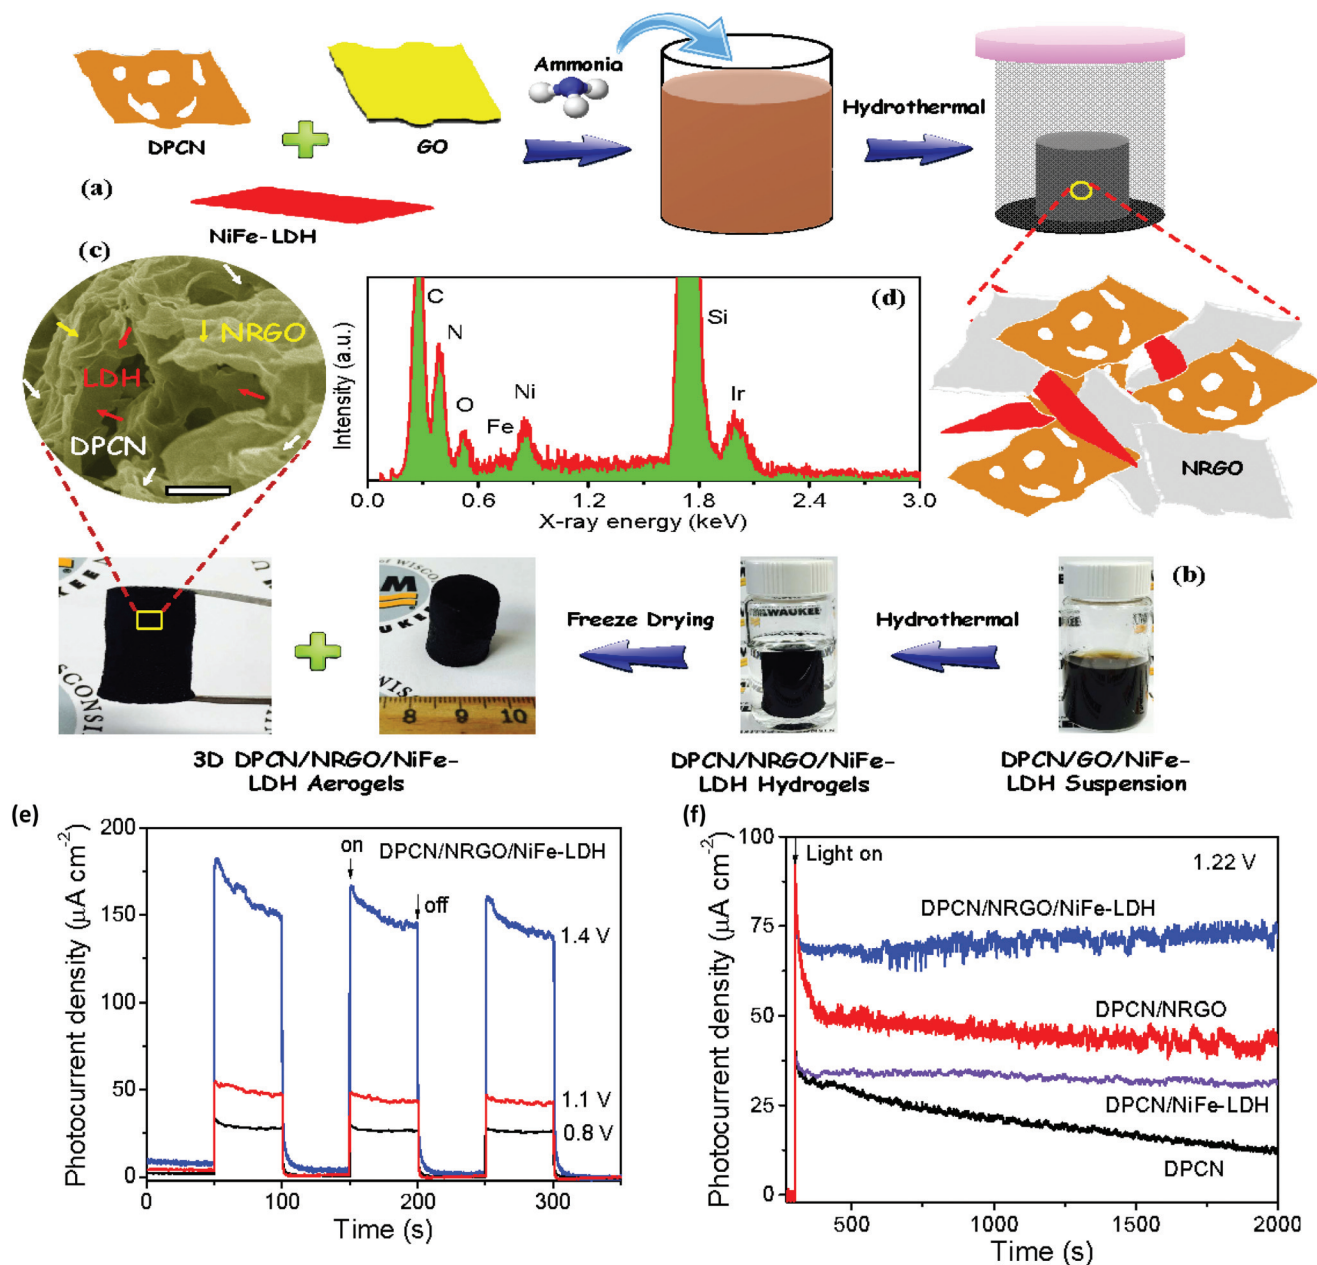 Ammonia
Hydrothermal
DPCN
GO
(a)
NiFe-LDH
(c)
NRGO
LDH
DPCN
(d)
Intensity (a.u.)
C
N
O
Fe
Ni
Si
Ir
0.0 0.6 1.2 1.8 2.4 3.0
X-ray energy (keV)
NRGO
(b)
Freeze Drying
Hydrothermal
WISCONSIN
UKEE
M
WISC
8 9 10
LWAUKEE
3D DPCN/NRGO/NiFe-
LDH Aerogels
DPCN/NRGO/NiFe-
LDH Hydrogels
DPCN/GO/NiFe-
LDH Suspension
(e)
Photocurrent density (μA cm-2)
200
150
100
50
0
on
DPCN/NRGO/NiFe-LDH
off
1.4 V
1.1 V
0.8 V
0 100 200 300
Time (s)
(f)
Photocurrent density (μA cm-2)
100
75
50
25
0
Light on
1.22 V
DPCN/NRGO/NiFe-LDH
DPCN/NRGO
DPCN/NiFe-LDH
DPCN
500 1000 1500 2000
Time (s)